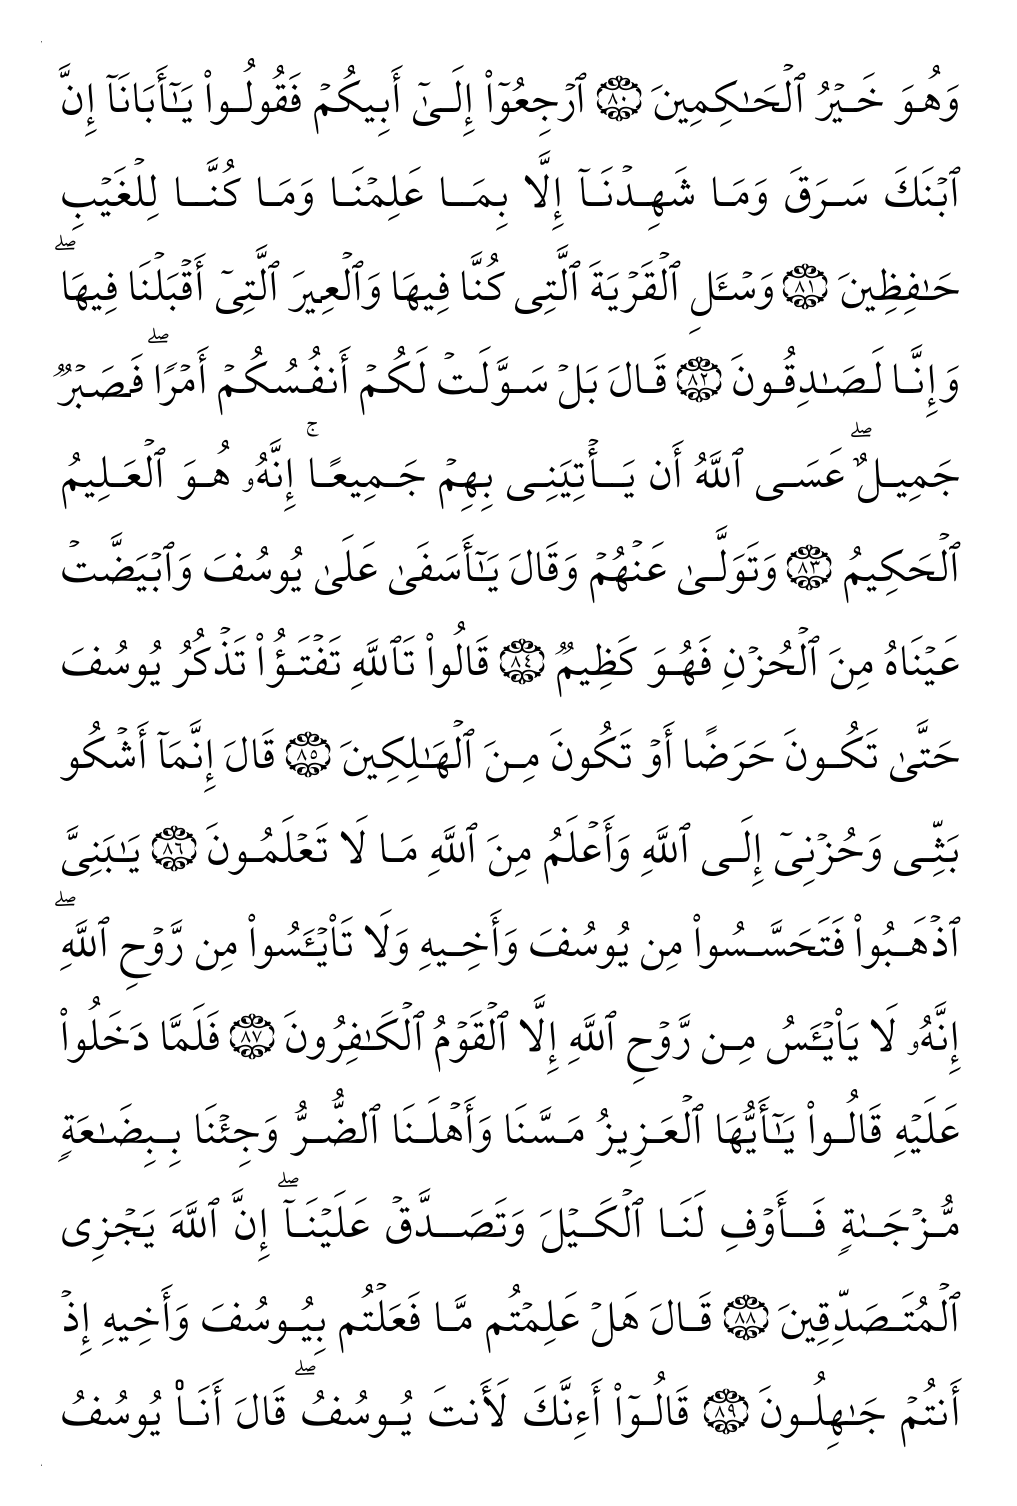 وَهُوَ خَيۡرُ ٱلۡحَٰكِمِينَ ٨٠ ٱرۡجِعُوٓاْ إِلَىٰٓ أَبِيكُمۡ فَقُولُواْ يَٰٓأَبَانَآ إِنَّ
ٱبۡنَكَ سَرَقَ وَمَا شَهِدۡنَآ إِلَّا بِمَا عَلِمۡنَا وَمَا كُنَّا لِلۡغَيۡبِ
حَٰفِظِينَ ٨١ وَسۡـَٔلِ ٱلۡقَرۡيَةَ ٱلَّتِي كُنَّا فِيهَا وَٱلۡعِيرَ ٱلَّتِيٓ أَقۡبَلۡنَا فِيهَاۖ
وَإِنَّا لَصَٰدِقُونَ ٨٢ قَالَ بَلۡ سَوَّلَتۡ لَكُمۡ أَنفُسُكُمۡ أَمۡرٗاۖ فَصَبۡرٞ
جَمِيلٌۖ عَسَى ٱللَّهُ أَن يَأۡتِيَنِي بِهِمۡ جَمِيعًاۚ إِنَّهُۥ هُوَ ٱلۡعَلِيمُ
ٱلۡحَكِيمُ ٨٣ وَتَوَلَّىٰ عَنۡهُمۡ وَقَالَ يَٰٓأَسَفَىٰ عَلَىٰ يُوسُفَ وَٱبۡيَضَّتۡ
عَيۡنَاهُ مِنَ ٱلۡحُزۡنِ فَهُوَ كَظِيمٞ ٨٤ قَالُواْ تَٱللَّهِ تَفۡتَؤُاْ تَذۡكُرُ يُوسُفَ
حَتَّىٰ تَكُونَ حَرَضًا أَوۡ تَكُونَ مِنَ ٱلۡهَٰلِكِينَ ٨٥ قَالَ إِنَّمَآ أَشۡكُو
بَثِّي وَحُزۡنِيٓ إِلَى ٱللَّهِ وَأَعۡلَمُ مِنَ ٱللَّهِ مَا لَا تَعۡلَمُونَ ٨٦ يَٰبَنِيَّ
ٱذۡهَبُواْ فَتَحَسَّسُواْ مِن يُوسُفَ وَأَخِيهِ وَلَا تَاْيۡـَٔسُواْ مِن رَّوۡحِ ٱللَّهِۖ
إِنَّهُۥ لَا يَاْيۡـَٔسُ مِن رَّوۡحِ ٱللَّهِ إِلَّا ٱلۡقَوۡمُ ٱلۡكَٰفِرُونَ ٨٧ فَلَمَّا دَخَلُواْ
عَلَيۡهِ قَالُواْ يَٰٓأَيُّهَا ٱلۡعَزِيزُ مَسَّنَا وَأَهۡلَنَا ٱلضُّرُّ وَجِئۡنَا بِبِضَٰعَةٖ
مُّزۡجَىٰةٖ فَأَوۡفِ لَنَا ٱلۡكَيۡلَ وَتَصَدَّقۡ عَلَيۡنَآۖ إِنَّ ٱللَّهَ يَجۡزِي
ٱلۡمُتَصَدِّقِينَ ٨٨ قَالَ هَلۡ عَلِمۡتُم مَّا فَعَلۡتُم بِيُوسُفَ وَأَخِيهِ إِذۡ
أَنتُمۡ جَٰهِلُونَ ٨٩ قَالُوٓاْ أَءِنَّكَ لَأَنتَ يُوسُفُۖ قَالَ أَنَا۠ يُوسُفُ